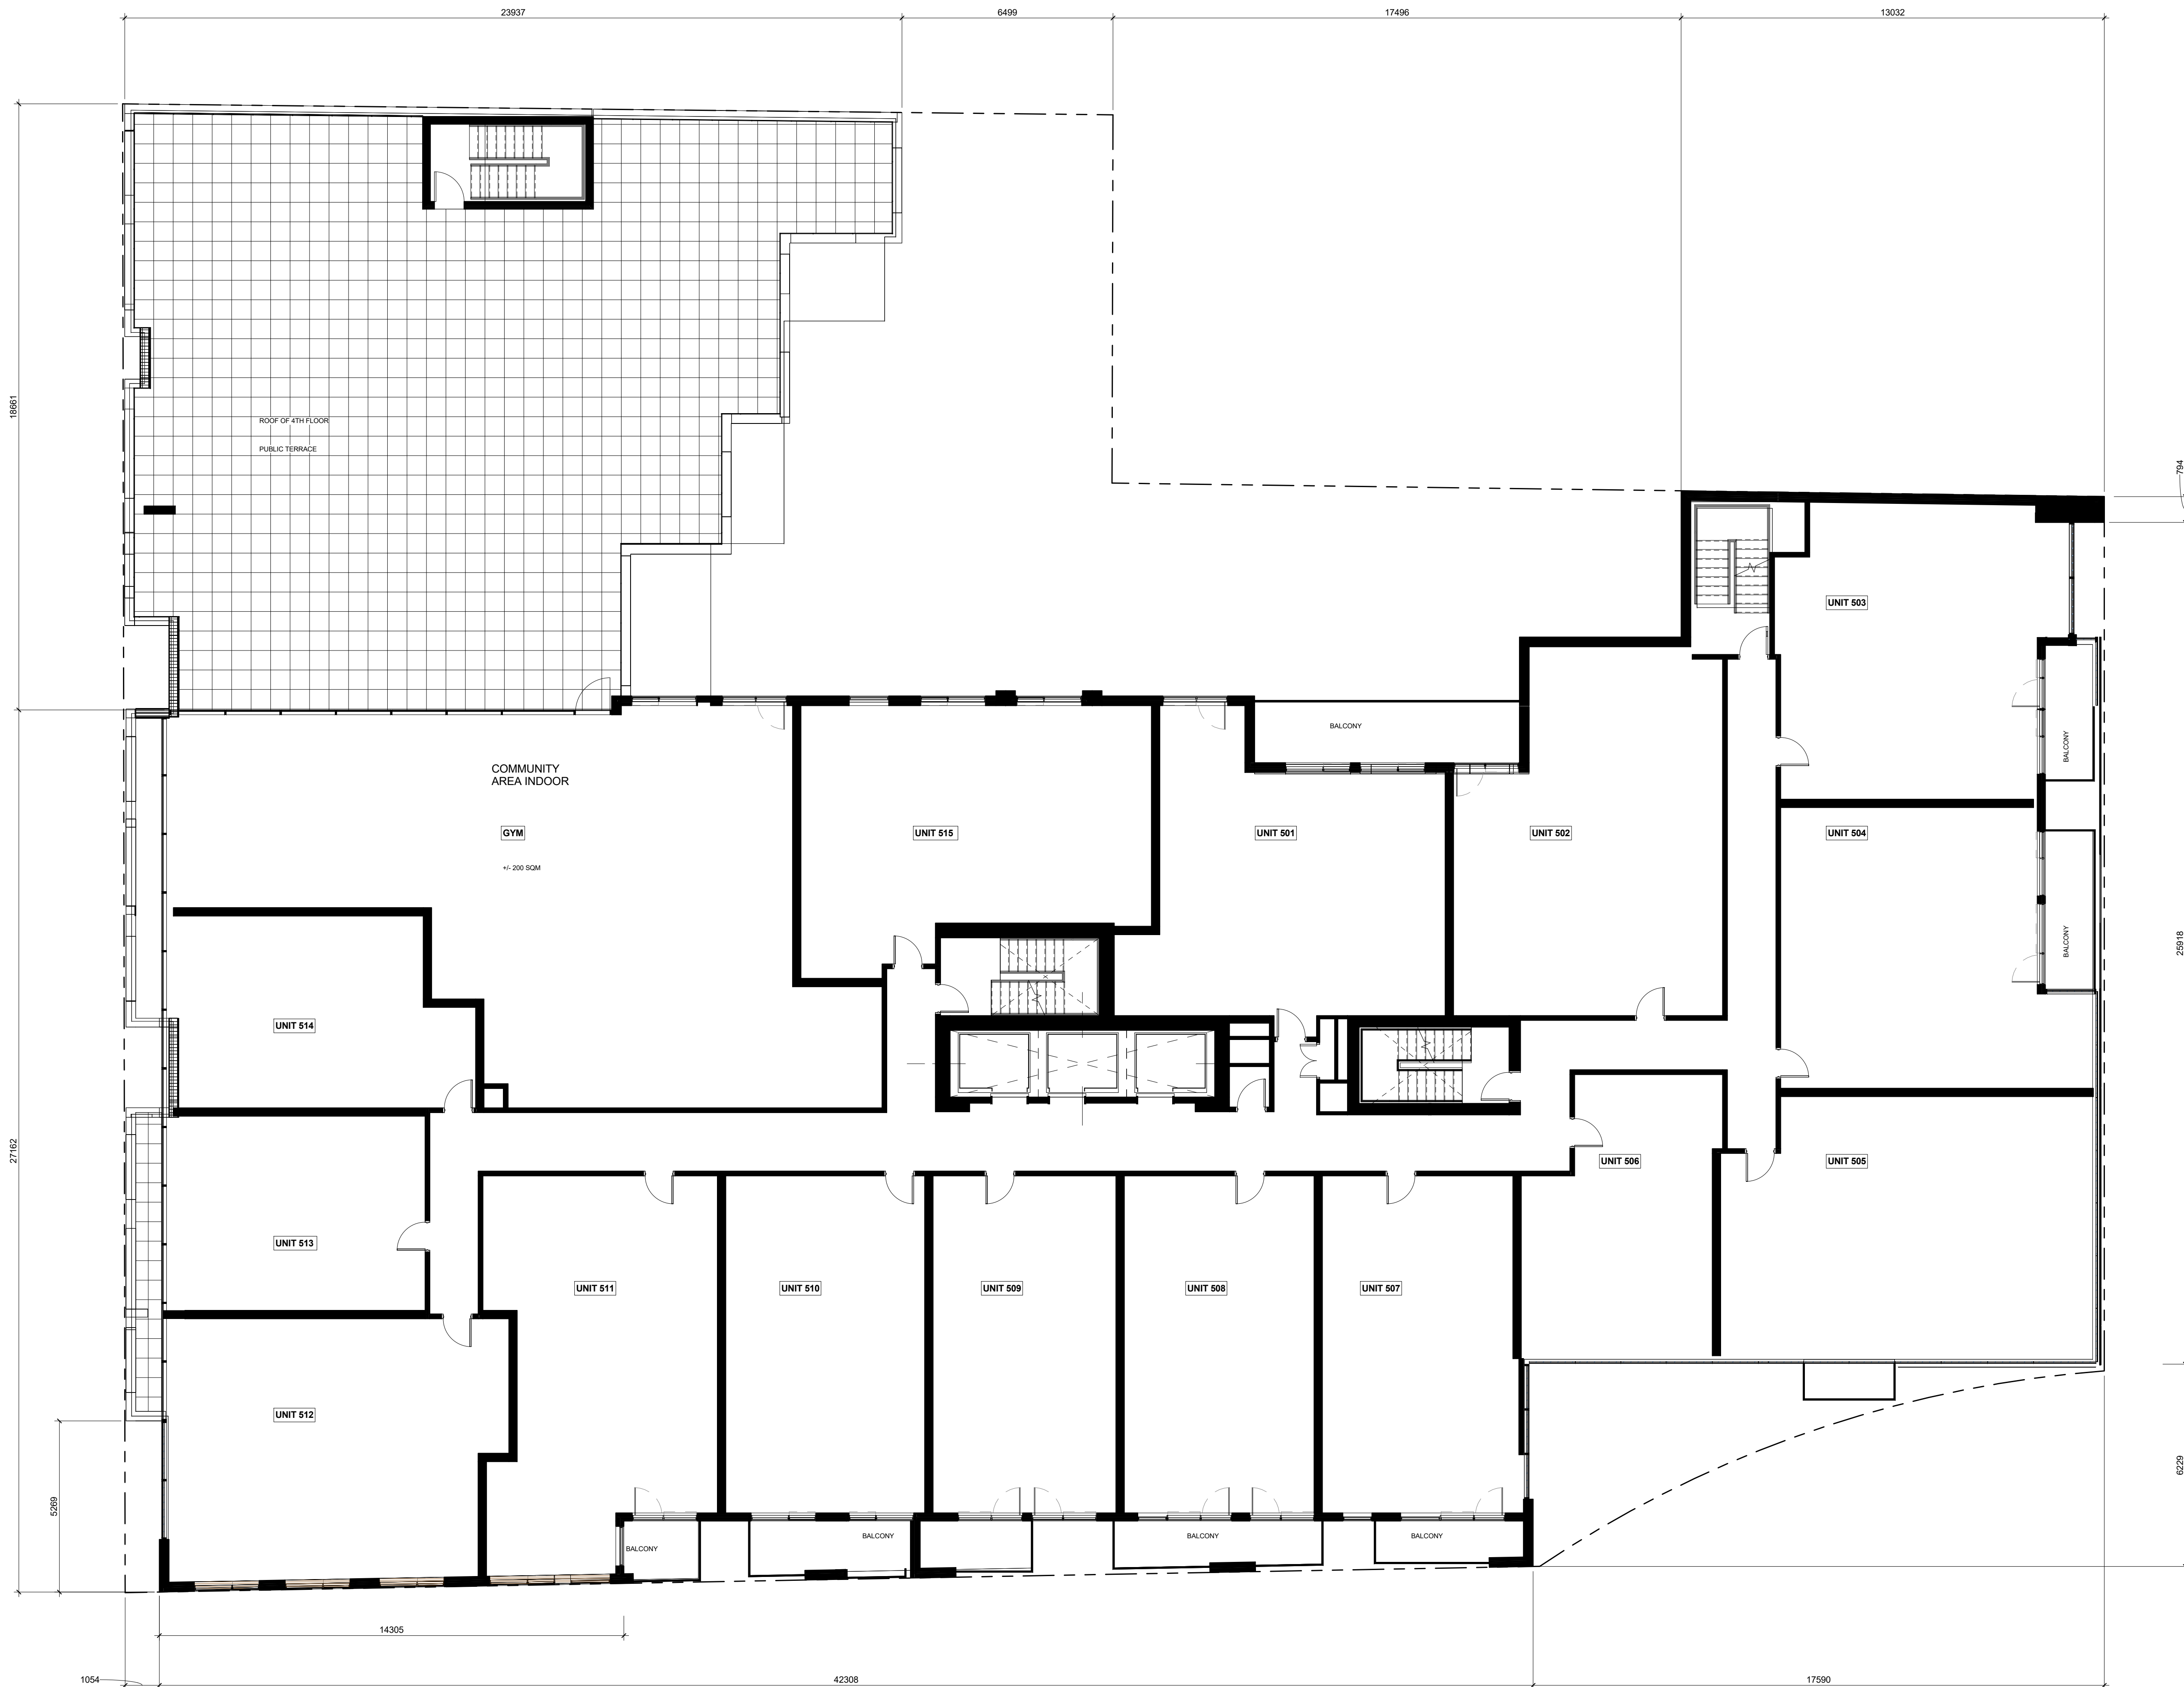 23937
6499
17496
13032
18661
ROOF OF 4TH FLOOR
PUBLIC TERRACE
794
UNIT 503
BALCONY
BALCONY
COMMUNITY
AREA INDOOR
GYM
+/- 200 SQM
UNIT 515
UNIT 501
UNIT 502
UNIT 504
BALCONY
25918
UNIT 514
27162
UNIT 513
UNIT 506
UNIT 505
UNIT 511
UNIT 510
UNIT 509
UNIT 508
UNIT 507
UNIT 512
5269
6229
BALCONY
BALCONY
BALCONY
BALCONY
14305
1054
42308
17590